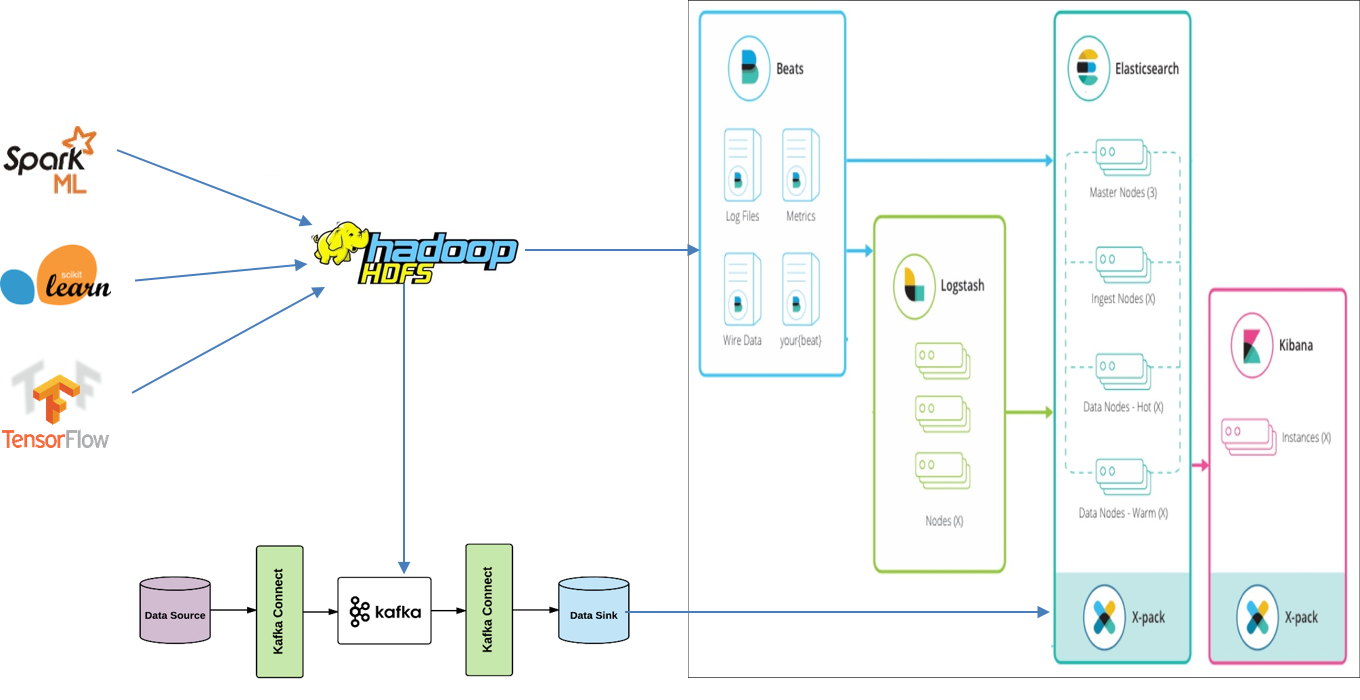 Spark
ML
scikit
learn
TensorFlow
hadoop
HDFS
Data Source
Kafka Connect
kafka
Kafka Connect
Data Sink
Beats
Log Files
Metrics
Wire Data
your{beat}
Logstash
Nodes (X)
Elasticsearch
Master Nodes (3)
Ingest Nodes (X)
Data Nodes - Hot (X)
Data Nodes - Warm (X)
X-pack
Kibana
Instances (X)
X-pack